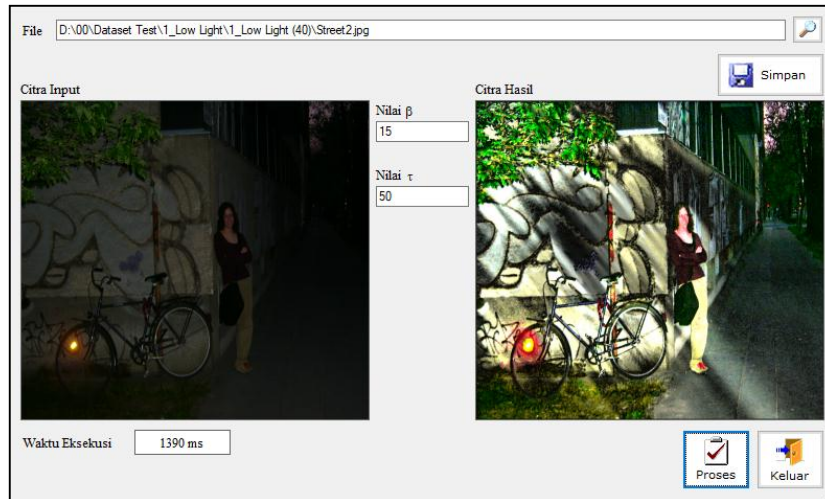 File D:\00\Dataset Test\1_Low Light\1_Low Light (40)\Street2.jpg
Simpan
Citra Input
Nilai β
15
Nilai τ
50
Citra Hasil
Waktu Eksekusi 1390 ms
Proses
Keluar